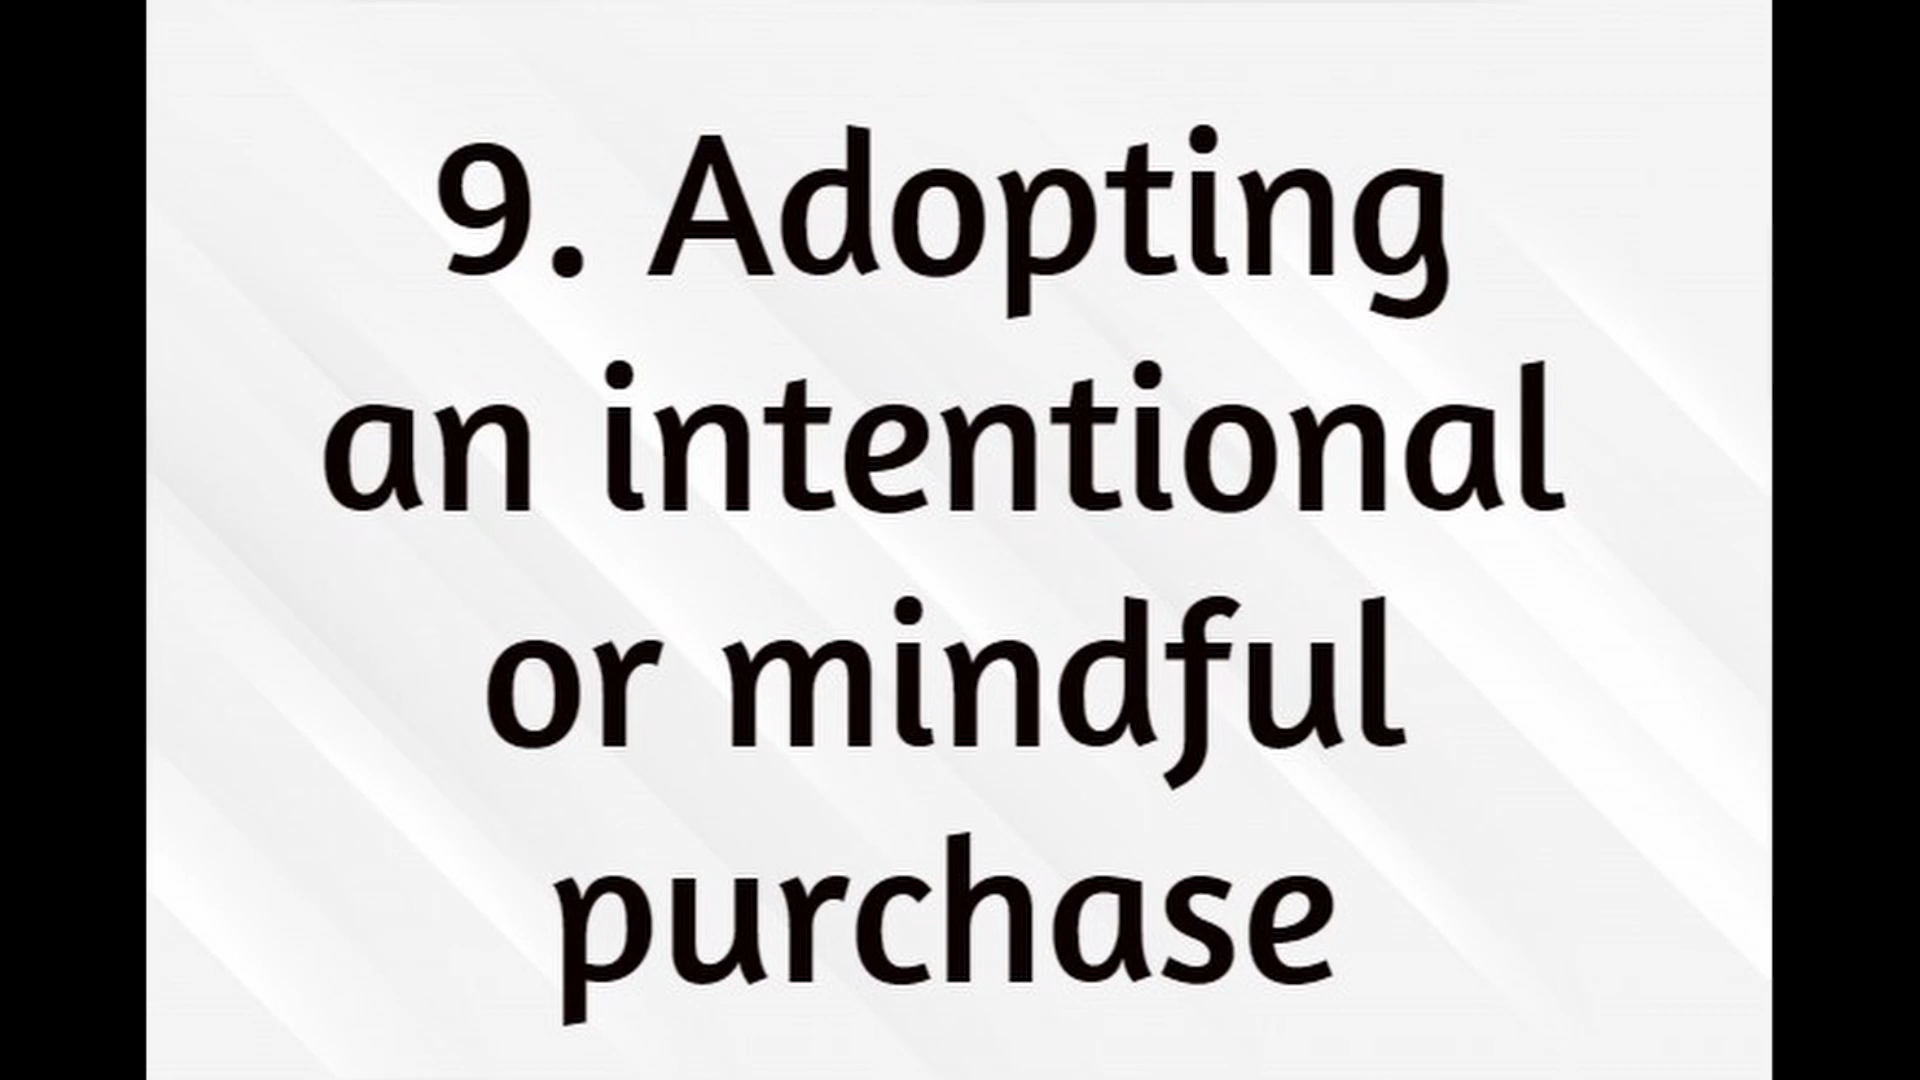 9. Adopting
an intentional
or mindful
purchase